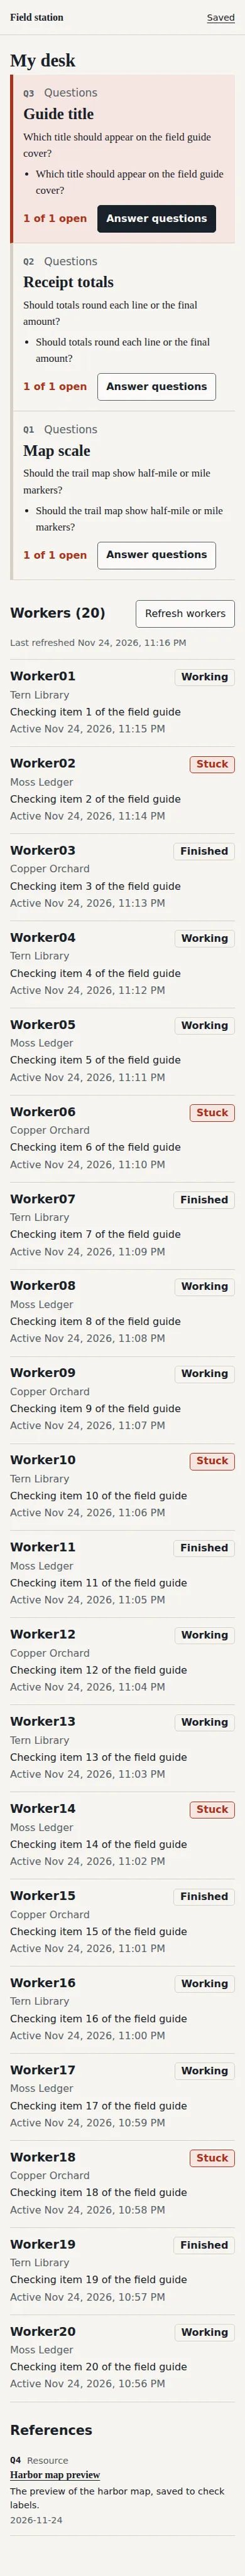 Field station
Saved
My desk
Q3 Questions
Guide title
Which title should appear on the field guide
cover?
• Which title should appear on the field guide
cover?
1 of 1 open
Answer questions
Q2 Questions
Receipt totals
Should totals round each line or the final
amount?
• Should totals round each line or the final
amount?
1 of 1 open
Answer questions
Q1 Questions
Map scale
Should the trail map show half-mile or mile
markers?
• Should the trail map show half-mile or mile
markers?
1 of 1 open
Answer questions
Workers (20)
Refresh workers
Last refreshed Nov 24, 2026, 11:16 PM
Worker01
Working
Tern Library
Checking item 1 of the field guide
Active Nov 24, 2026, 11:15 PM
Worker02
Stuck
Moss Ledger
Checking item 2 of the field guide
Active Nov 24, 2026, 11:14 PM
Worker03
Finished
Copper Orchard
Checking item 3 of the field guide
Active Nov 24, 2026, 11:13 PM
Worker04
Working
Tern Library
Checking item 4 of the field guide
Active Nov 24, 2026, 11:12 PM
Worker05
Working
Moss Ledger
Checking item 5 of the field guide
Active Nov 24, 2026, 11:11 PM
Worker06
Stuck
Copper Orchard
Checking item 6 of the field guide
Active Nov 24, 2026, 11:10 PM
Worker07
Finished
Tern Library
Checking item 7 of the field guide
Active Nov 24, 2026, 11:09 PM
Worker08
Working
Moss Ledger
Checking item 8 of the field guide
Active Nov 24, 2026, 11:08 PM
Worker09
Working
Copper Orchard
Checking item 9 of the field guide
Active Nov 24, 2026, 11:07 PM
Worker10
Stuck
Tern Library
Checking item 10 of the field guide
Active Nov 24, 2026, 11:06 PM
Worker11
Finished
Moss Ledger
Checking item 11 of the field guide
Active Nov 24, 2026, 11:05 PM
Worker12
Working
Copper Orchard
Checking item 12 of the field guide
Active Nov 24, 2026, 11:04 PM
Worker13
Working
Tern Library
Checking item 13 of the field guide
Active Nov 24, 2026, 11:03 PM
Worker14
Stuck
Moss Ledger
Checking item 14 of the field guide
Active Nov 24, 2026, 11:02 PM
Worker15
Finished
Copper Orchard
Checking item 15 of the field guide
Active Nov 24, 2026, 11:01 PM
Worker16
Working
Tern Library
Checking item 16 of the field guide
Active Nov 24, 2026, 11:00 PM
Worker17
Working
Moss Ledger
Checking item 17 of the field guide
Active Nov 24, 2026, 10:59 PM
Worker18
Stuck
Copper Orchard
Checking item 18 of the field guide
Active Nov 24, 2026, 10:58 PM
Worker19
Finished
Tern Library
Checking item 19 of the field guide
Active Nov 24, 2026, 10:57 PM
Worker20
Working
Moss Ledger
Checking item 20 of the field guide
Active Nov 24, 2026, 10:56 PM
References
Q4 Resource
Harbor map preview
The preview of the harbor map, saved to check
labels.
2026-11-24